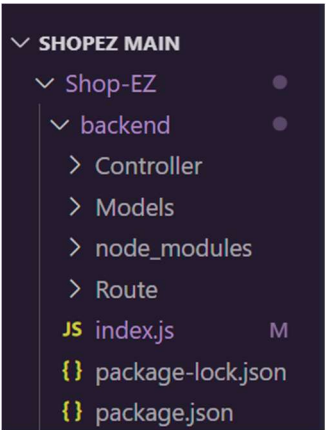 SHOPEZ MAIN
Shop-EZ
backend
Controller
Models
node_modules
Route
JS index.js M
{} package-lock.json
{} package.json